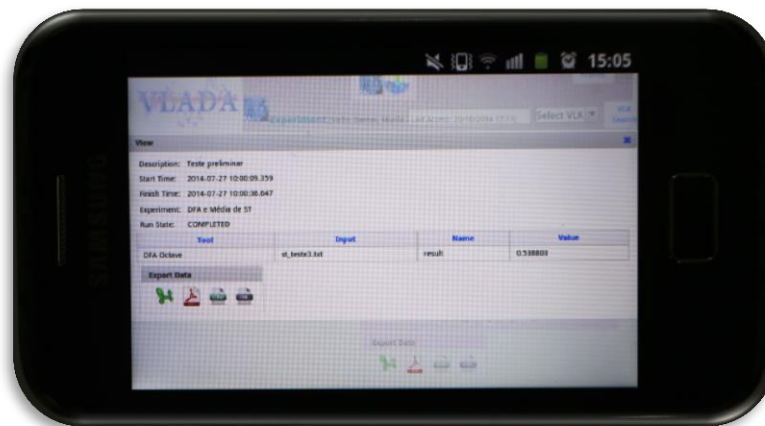 15:05
VLADA
Experiment
Select VLA
View
Description: Teste preliminar
Start Time: 2014-07-27 10:00:09.359
Finish Time: 2014-07-27 10:00:38.047
Experiment: DFA e Média de ST
Run State: COMPLETED
Tool Input Name Value
DFA Octave st_teste3.txt result 0.538803
Export Data
Export Data
SAMSUNG